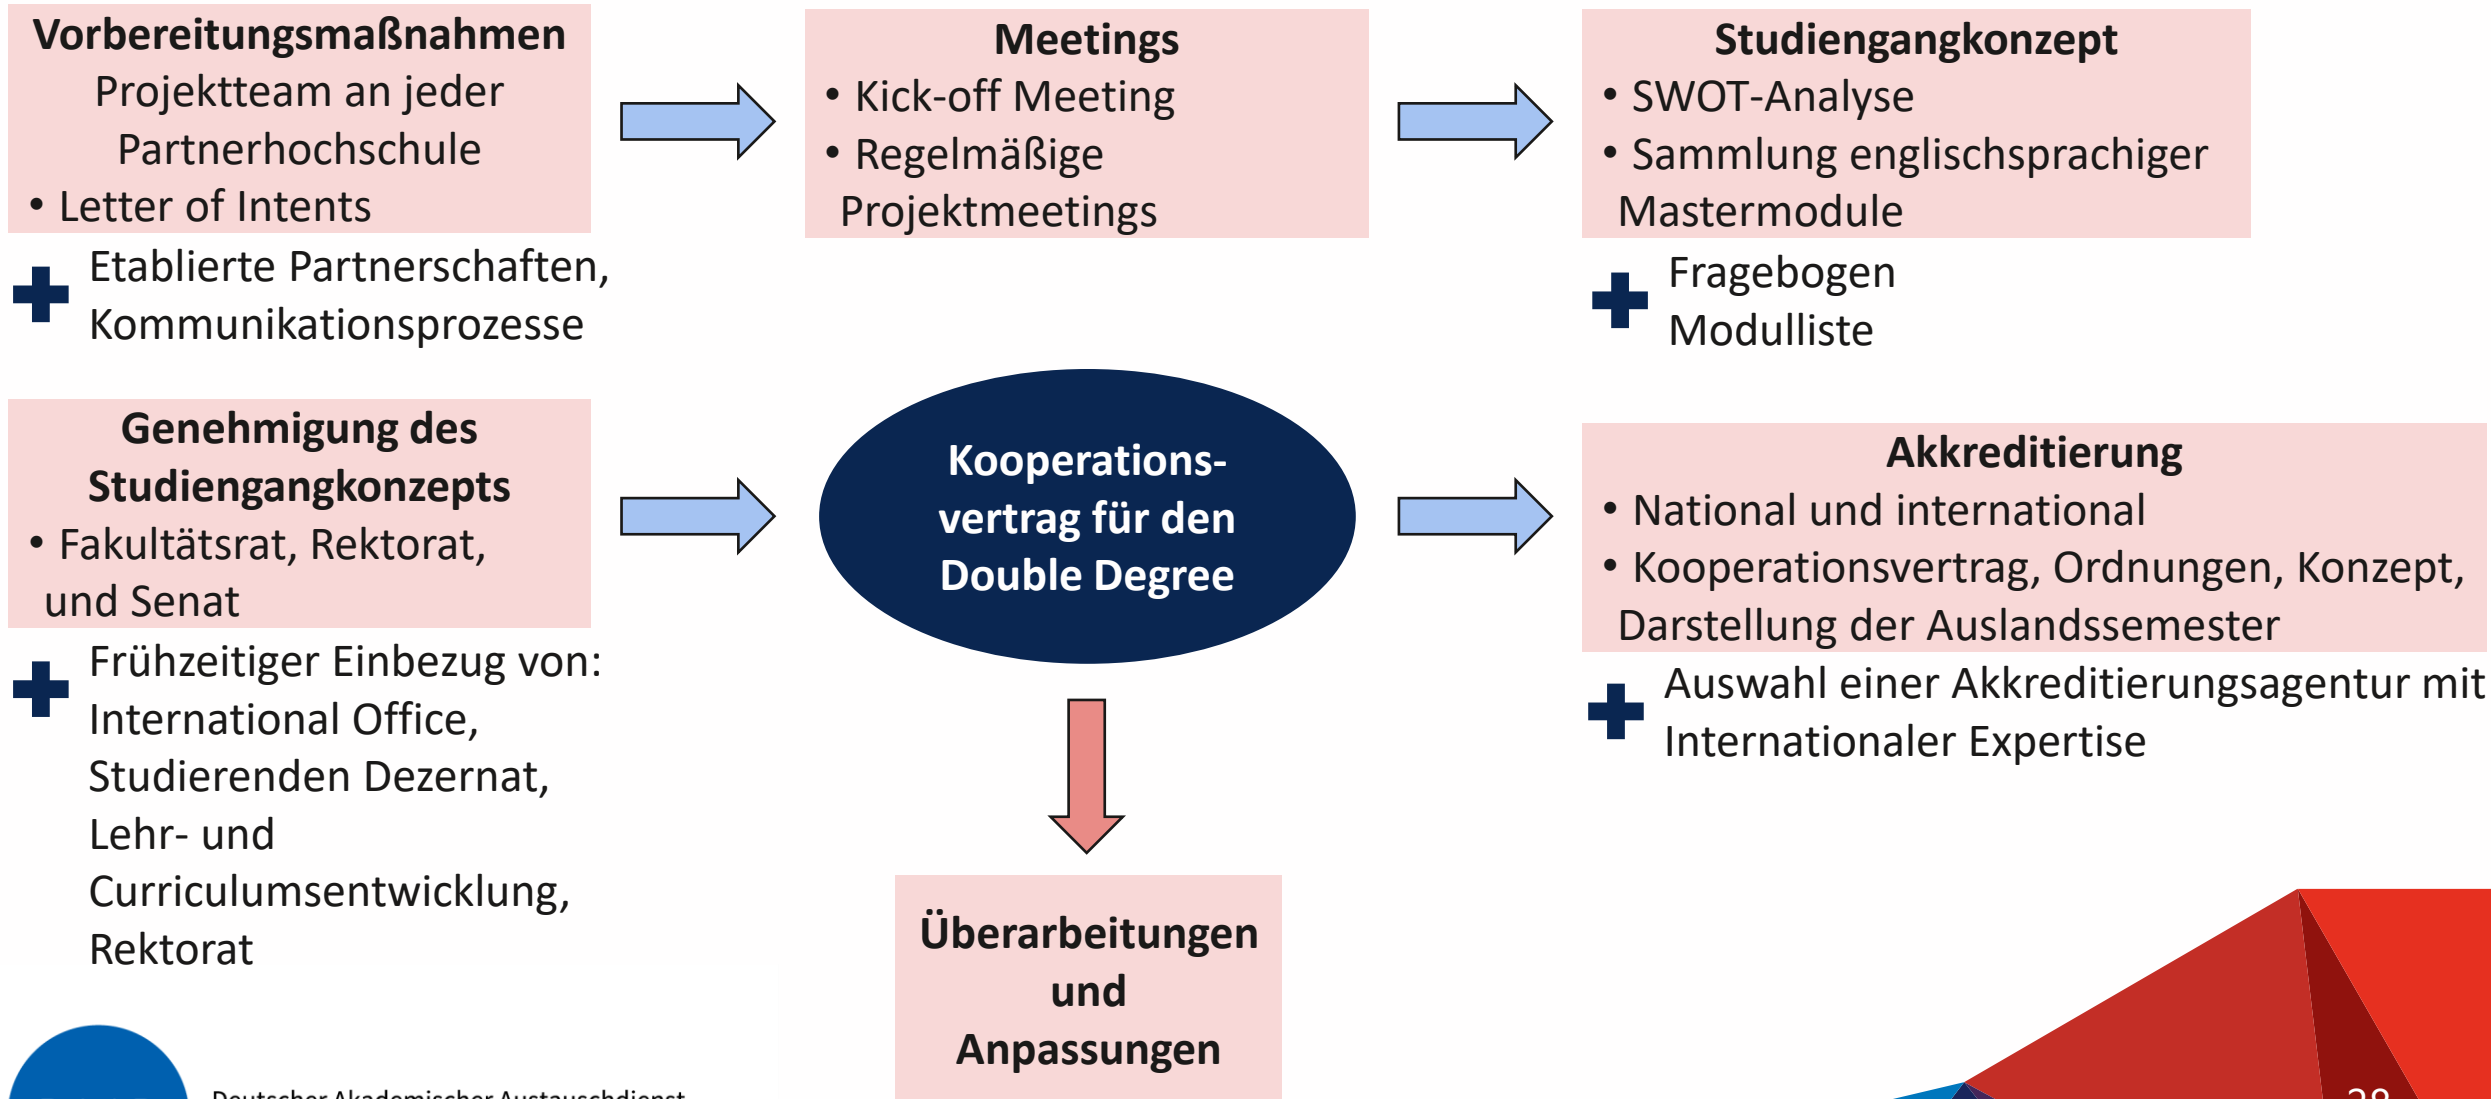 Vorbereitungsmaßnahmen
Projektteam an jeder
Partnerhochschule
• Letter of Intents
Etablierte Partnerschaften,
Kommunikationsprozesse
Meetings
• Kick-off Meeting
• Regelmäßige
Projektmeetings
Studiengangkonzept
• SWOT-Analyse
• Sammlung englischsprachiger
Mastermodule
Fragebogen
Modulliste
Genehmigung des
Studiengangkonzepts
• Fakultätsrat, Rektorat,
und Senat
Frühzeitiger Einbezug von:
International Office,
Studierenden Dezernat,
Lehr- und
Curriculumsentwicklung,
Rektorat
Kooperations-
vertrag für den
Double Degree
Akkreditierung
• National und international
• Kooperationsvertrag, Ordnungen, Konzept,
Darstellung der Auslandssemester
Auswahl einer Akkreditierungsagentur mit
Internationaler Expertise
Überarbeitungen
und
Anpassungen
Deutscher Akademischer Austauschdienst